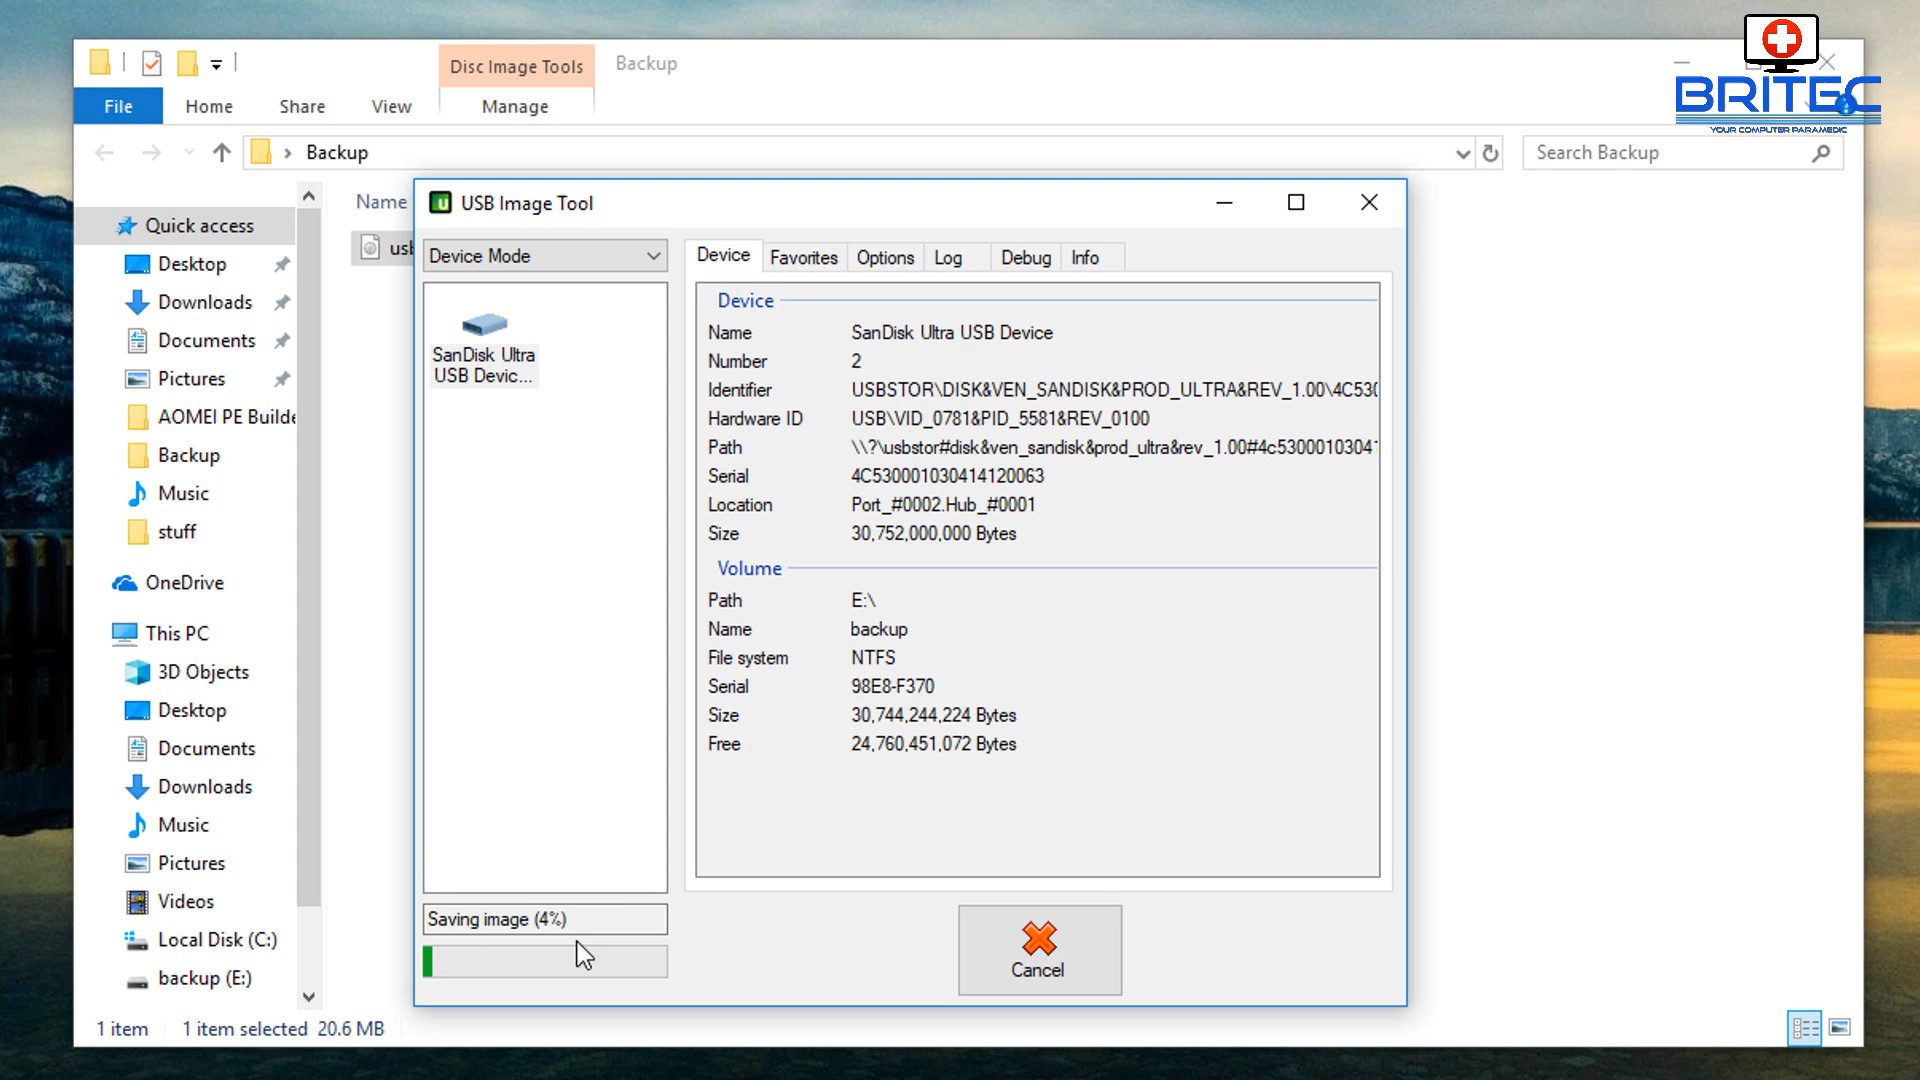 Disc Image Tools
Backup
BRITEC
YOUR COMPUTER PARAMEDIC
File
Home
Share
View
Manage
Backup
Search Backup
Name
usb
Quick access
Desktop
Downloads
Documents
Pictures
AOMEI PE Builde
Backup
Music
stuff
OneDrive
This PC
3D Objects
Desktop
Documents
Downloads
Music
Pictures
Videos
Local Disk (C:)
backup (E:)
1 item
1 item selected 20.6 MB
USB Image Tool
Device Mode
SanDisk Ultra
USB Devic...
Saving image (4%)
Device
Favorites
Options
Log
Debug
Info
Device
Name SanDisk Ultra USB Device
Number 2
Identifier USBSTOR\DISK&VEN_SANDISK&PROD_ULTRA&REV_1.00\4C530
Hardware ID USB\VID_0781&PID_5581&REV_0100
Path \\?\usbstor#disk&ven_sandisk&prod_ultra&rev_1.00#4c53000103041
Serial 4C530001030414120063
Location Port_#0002.Hub_#0001
Size 30,752,000,000 Bytes
Volume
Path E:\
Name backup
File system NTFS
Serial 98E8-F370
Size 30,744,244,224 Bytes
Free 24,760,451,072 Bytes
Cancel